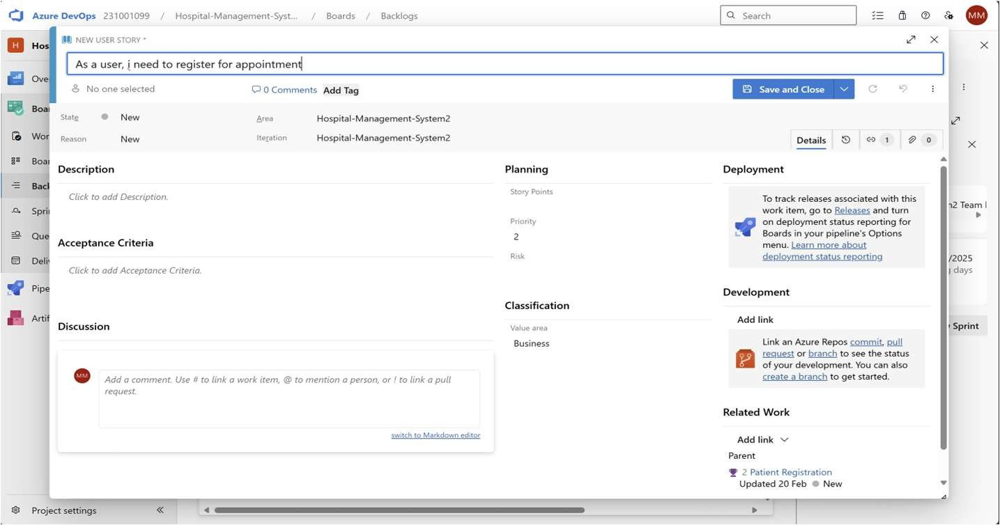 Azure DevOps 231001099 / Hospital-Management-Syst... / Boards / Backlogs
Search
MM
H Hos
NEW USER STORY *
As a user, i need to register for appointment
No one selected
0 Comments Add Tag
Save and Close
State New
Area Hospital-Management-System2
Reason New
Iteration Hospital-Management-System2
Details
1
0
Ove
Boa
Wor
Boar
Back
Sprin
Que
Deliv
Pipe
Artif
Project settings
Description
Click to add Description.
Acceptance Criteria
Click to add Acceptance Criteria.
Discussion
MM
Add a comment. Use # to link a work item, @ to mention a person, or ! to link a pull
request.
switch to Markdown editor
Planning
Story Points
Priority
2
Risk
Classification
Value area
Business
Deployment
To track releases associated with this
work item, go to Releases and turn
on deployment status reporting for
Boards in your pipeline's Options
menu. Learn more about
deployment status reporting
Development
Add link
Link an Azure Repos commit, pull
request or branch to see the status
of your development. You can also
create a branch to get started.
Related Work
Add link
Parent
2 Patient Registration
Updated 20 Feb New
Team
/2025
days
Sprint